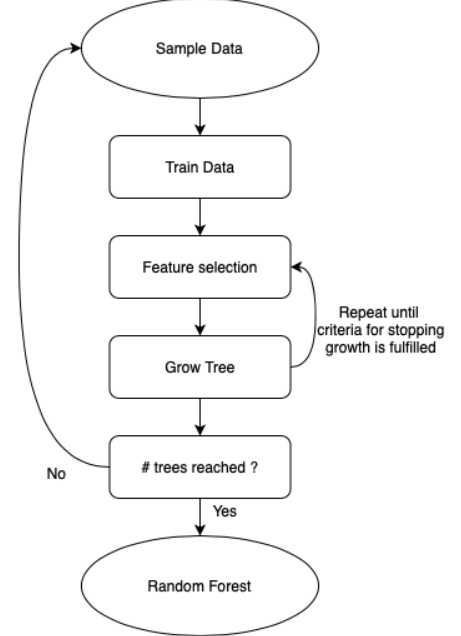 Sample Data
Train Data
Feature selection
Repeat until
criteria for stopping
growth is fulfilled
Grow Tree
# trees reached ?
No
Yes
Random Forest